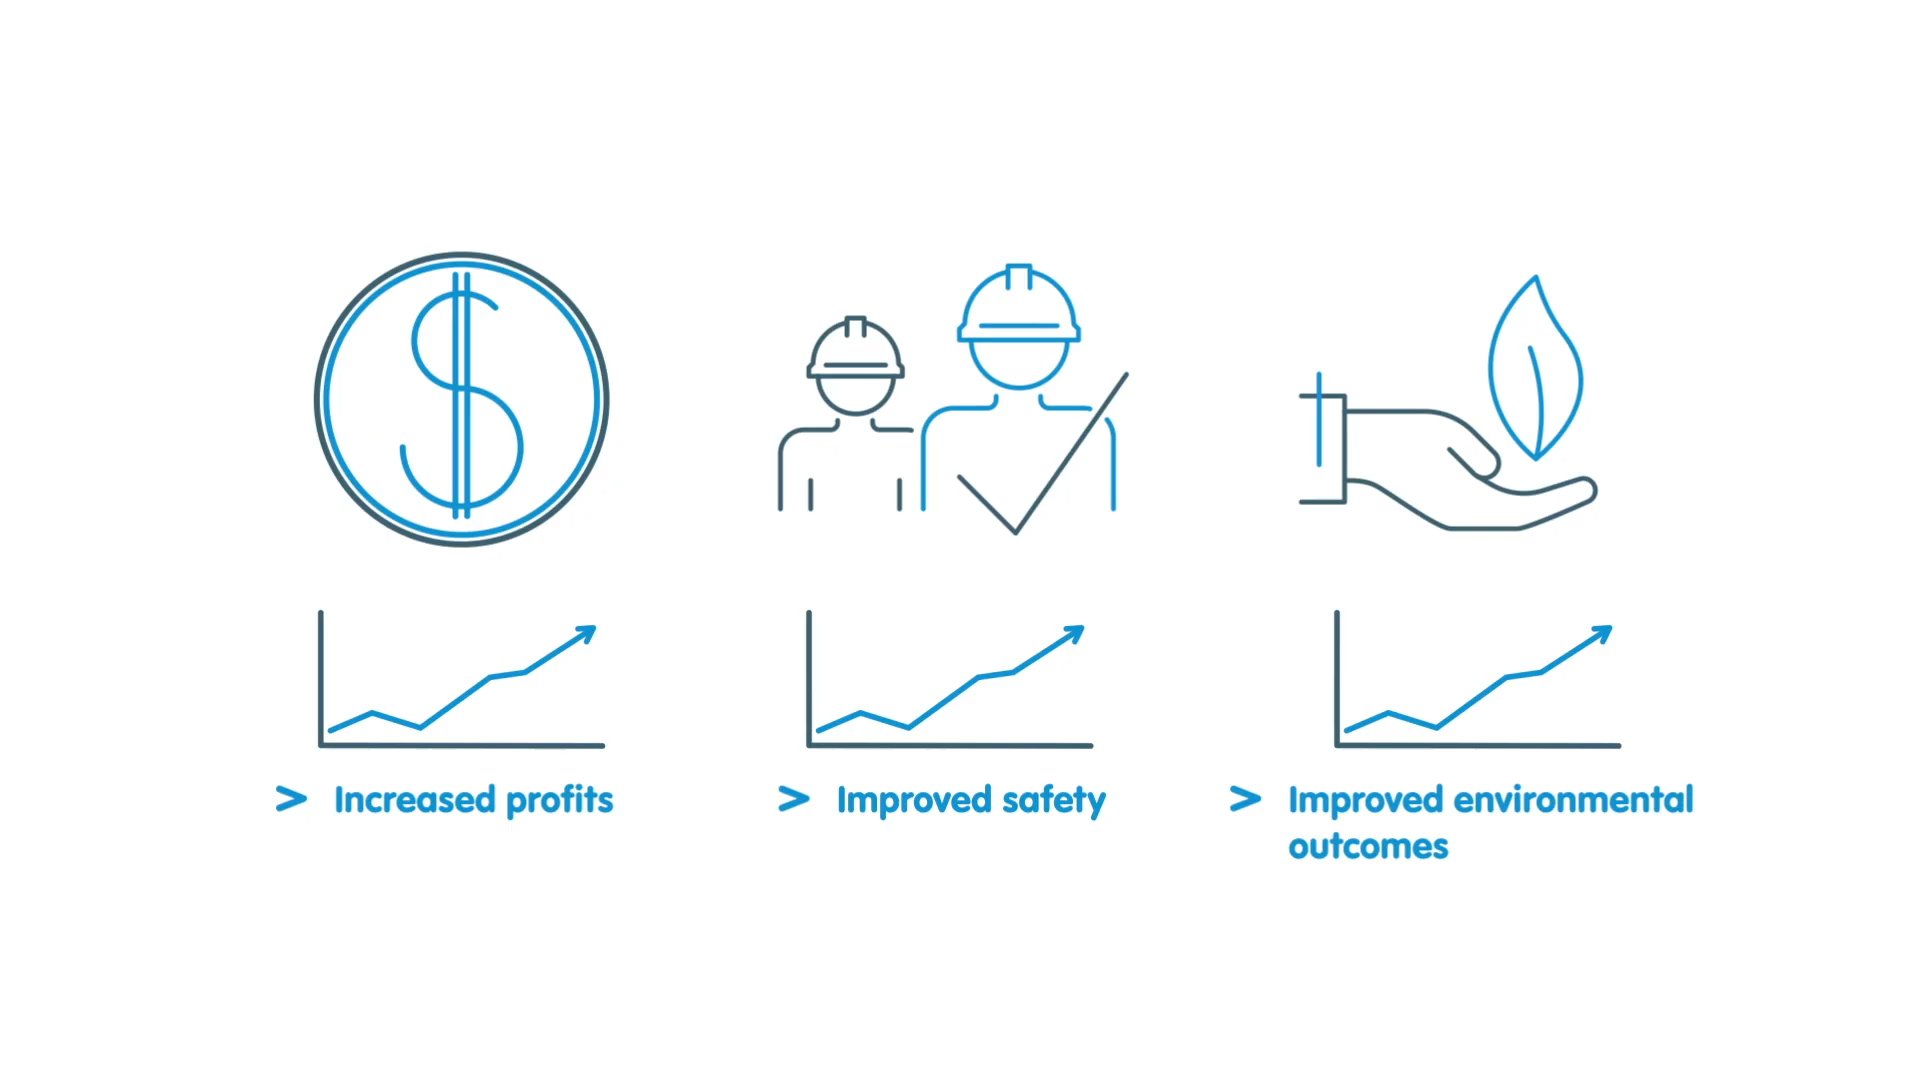 > Increased profits
> Improved safety
> Improved environmental
outcomes